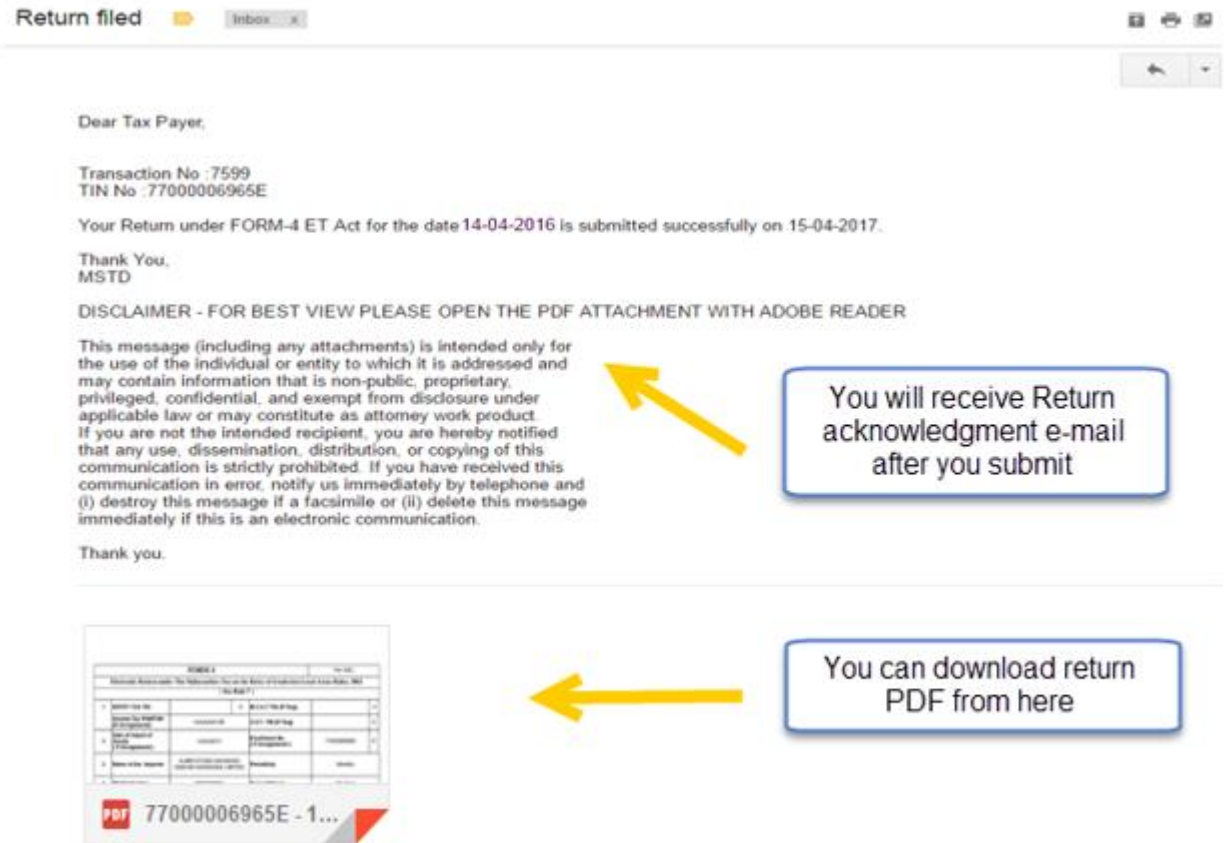 Return filed
Inbox x
Dear Tax Payer,
Transaction No :7599
TIN No :77000006965E
Your Return under FORM-4 ET Act for the date 14-04-2016 is submitted successfully on 15-04-2017.
Thank You,
MSTD
DISCLAIMER - FOR BEST VIEW PLEASE OPEN THE PDF ATTACHMENT WITH ADOBE READER
This message (including any attachments) is intended only for
the use of the individual or entity to which it is addressed and
may contain information that is non-public, proprietary,
privileged, confidential, and exempt from disclosure under
applicable law or may constitute as attorney work product.
If you are not the intended recipient, you are hereby notified
that any use, dissemination, distribution, or copying of this
communication is strictly prohibited. If you have received this
communication in error, notify us immediately by telephone and
(i) destroy this message if a facsimile or (ii) delete this message
immediately if this is an electronic communication.
Thank you.
You will receive Return
acknowledgment e-mail
after you submit
You can download return
PDF from here
PDF 77000006965E - 1...